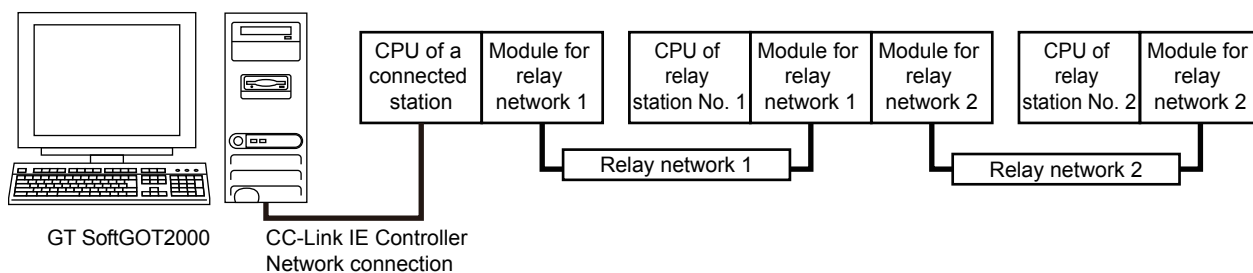 CPU of a
connected
station
Module for
relay
network 1
CPU of
relay
station No. 1
Module for
relay
network 1
Module for
relay
network 2
CPU of
relay
station No. 2
Module for
relay
network 2
Relay network 1
Relay network 2
GT SoftGOT2000
CC-Link IE Controller
Network connection